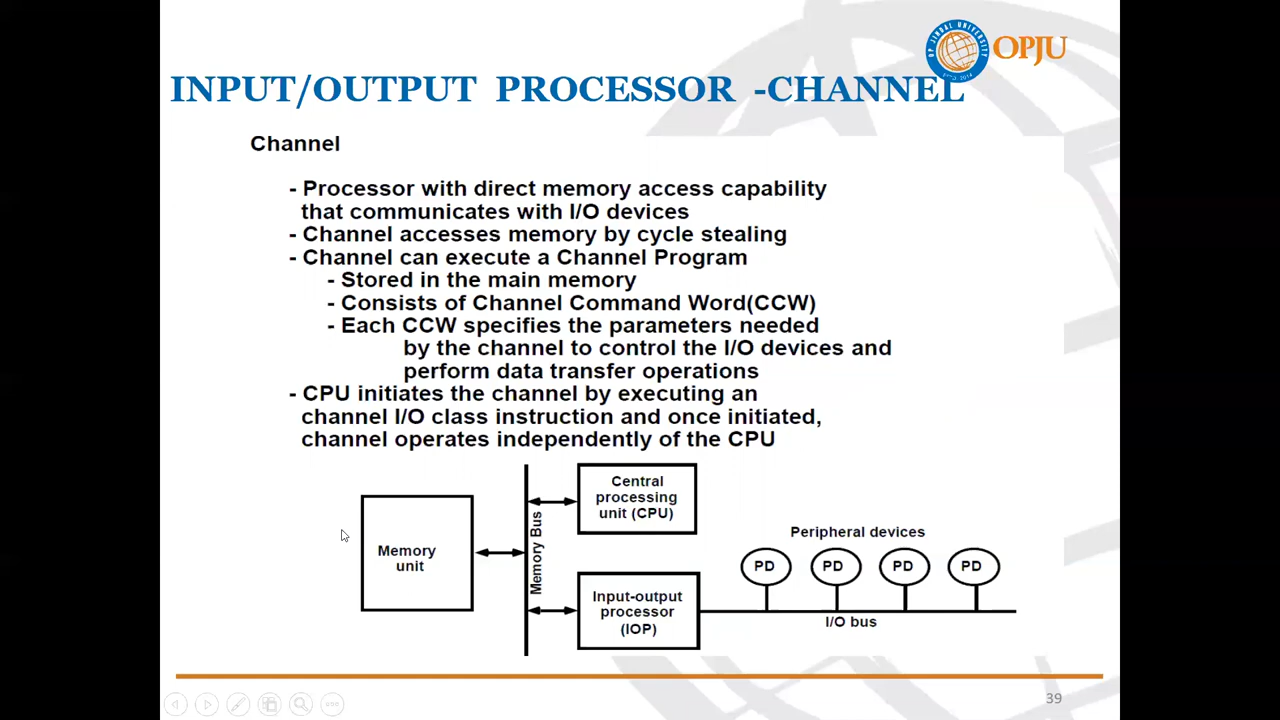 OP JINDAL UNIVERSITY
OPJU
INPUT/OUTPUT PROCESSOR -CHANNEL
Channel
- Processor with direct memory access capability
that communicates with I/O devices
- Channel accesses memory by cycle stealing
- Channel can execute a Channel Program
- Stored in the main memory
- Consists of Channel Command Word(CCW)
- Each CCW specifies the parameters needed
by the channel to control the I/O devices and
perform data transfer operations
- CPU initiates the channel by executing an
channel I/O class instruction and once initiated,
channel operates independently of the CPU
Memory
unit
Memory Bus
Central
processing
unit (CPU)
Input-output
processor
(IOP)
Peripheral devices
PD PD PD PD
I/O bus
39